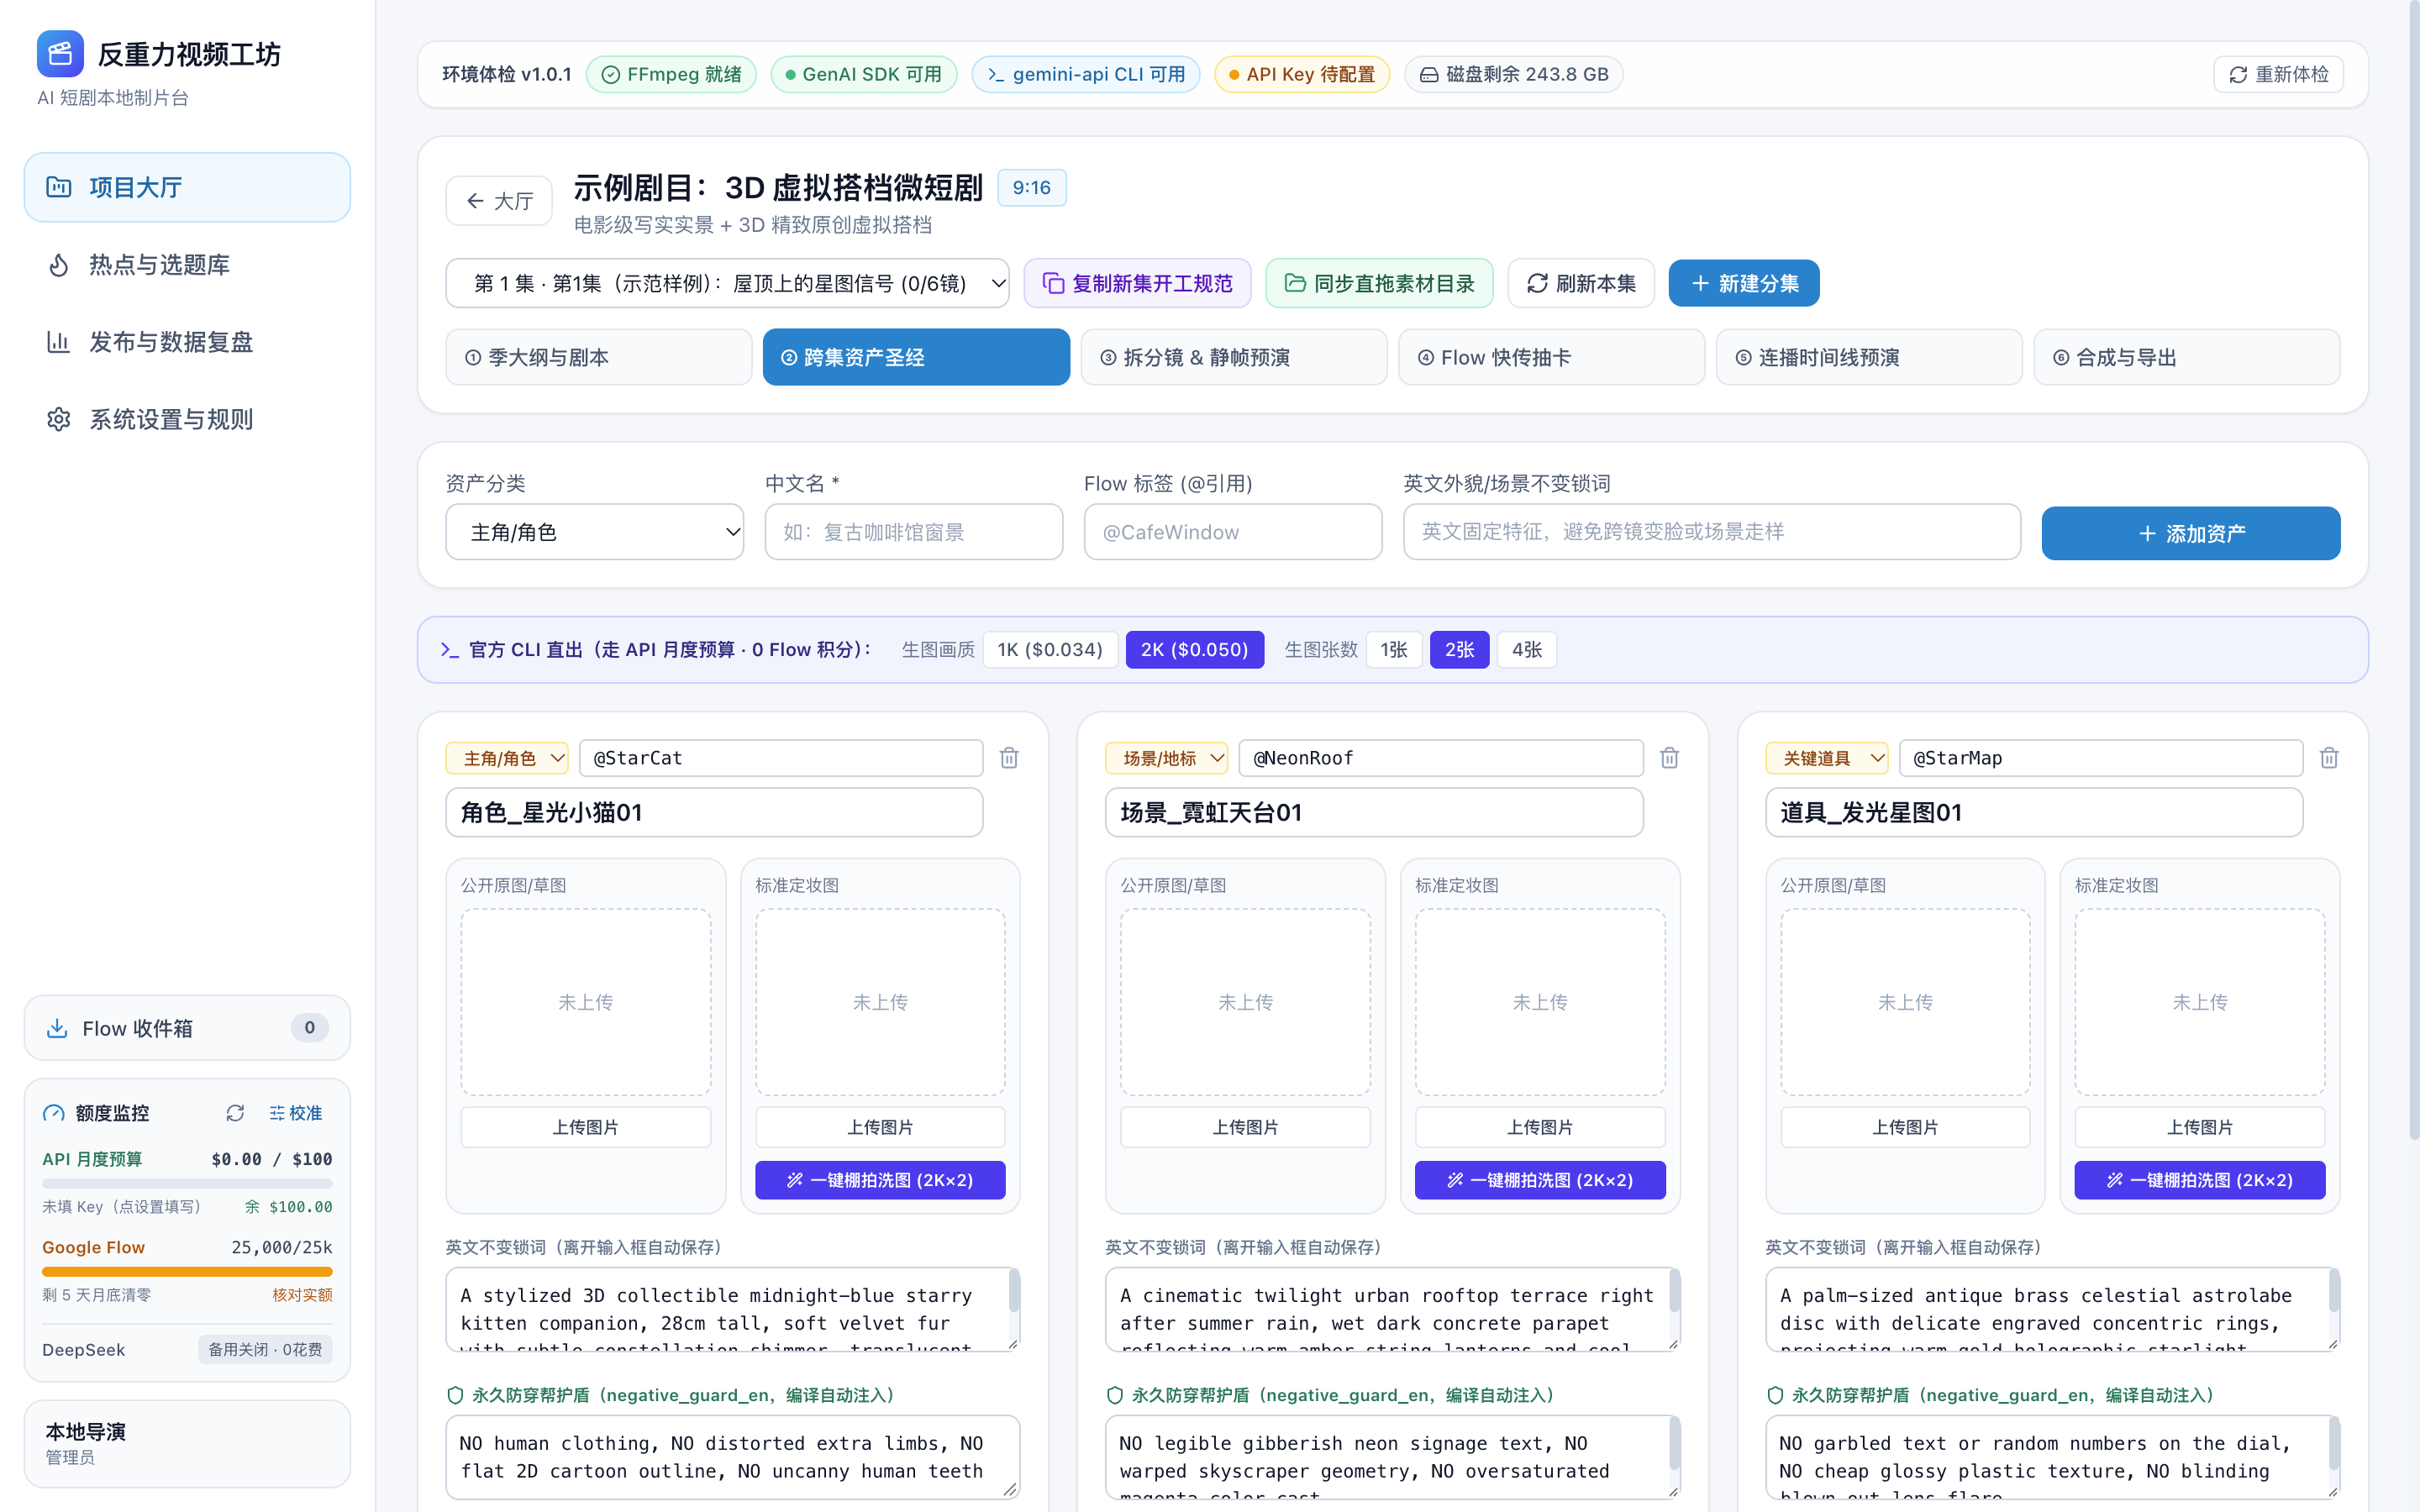 反重力视频工坊
AI 短剧本地制片台
项目大厅
热点与选题库
发布与数据复盘
系统设置与规则
Flow 收件箱 0
额度监控 校准
API 月度预算 $0.00 / $100
未填 Key（点设置填写） 余 $100.00
Google Flow 25,000/25k
剩 5 天月底清零 核对实额
DeepSeek 备用关闭 · 0花费
本地导演
管理员
环境体检 v1.0.1 FFmpeg 就绪 GenAI SDK 可用 gemini-api CLI 可用 API Key 待配置 磁盘剩余 243.8 GB 重新体检
大厅 示例剧目：3D 虚拟搭档微短剧 9:16
电影级写实实景 + 3D 精致原创虚拟搭档
第 1 集 · 第1集（示范样例）：屋顶上的星图信号 (0/6镜) 复制新集开工规范 同步直拖素材目录 刷新本集 新建分集
① 季大纲与剧本 ② 跨集资产圣经 ③ 拆分镜 & 静帧预演 ④ Flow 快传抽卡 ⑤ 连播时间线预演 ⑥ 合成与导出
资产分类 中文名 * Flow 标签 (@引用) 英文外貌/场景不变锁词
主角/角色 如：复古咖啡馆窗景 @CafeWindow 英文固定特征，避免跨镜变脸或场景走样 添加资产
官方 CLI 直出（走 API 月度预算 · 0 Flow 积分）： 生图画质 1K ($0.034) 2K ($0.050) 生图张数 1张 2张 4张
主角/角色 @StarCat
角色_星光小猫01
公开原图/草图 标准定妆图
未上传 未上传
上传图片 上传图片
一键棚拍洗图 (2K×2)
英文不变锁词（离开输入框自动保存）
A stylized 3D collectible midnight-blue starry
kitten companion, 28cm tall, soft velvet fur
with subtle constellation shimmer, translucent
永久防穿帮护盾（negative_guard_en，编译自动注入）
NO human clothing, NO distorted extra limbs, NO
flat 2D cartoon outline, NO uncanny human teeth
场景/地标 @NeonRoof
场景_霓虹天台01
公开原图/草图 标准定妆图
未上传 未上传
上传图片 上传图片
一键棚拍洗图 (2K×2)
英文不变锁词（离开输入框自动保存）
A cinematic twilight urban rooftop terrace right
after summer rain, wet dark concrete parapet
reflecting warm amber string lanterns and cool
永久防穿帮护盾（negative_guard_en，编译自动注入）
NO legible gibberish neon signage text, NO
warped skyscraper geometry, NO oversaturated
magenta color cast
关键道具 @StarMap
道具_发光星图01
公开原图/草图 标准定妆图
未上传 未上传
上传图片 上传图片
一键棚拍洗图 (2K×2)
英文不变锁词（离开输入框自动保存）
A palm-sized antique brass celestial astrolabe
disc with delicate engraved concentric rings,
projecting warm gold holographic starlight
永久防穿帮护盾（negative_guard_en，编译自动注入）
NO garbled text or random numbers on the dial,
NO cheap glossy plastic texture, NO blinding
blown-out lens flare